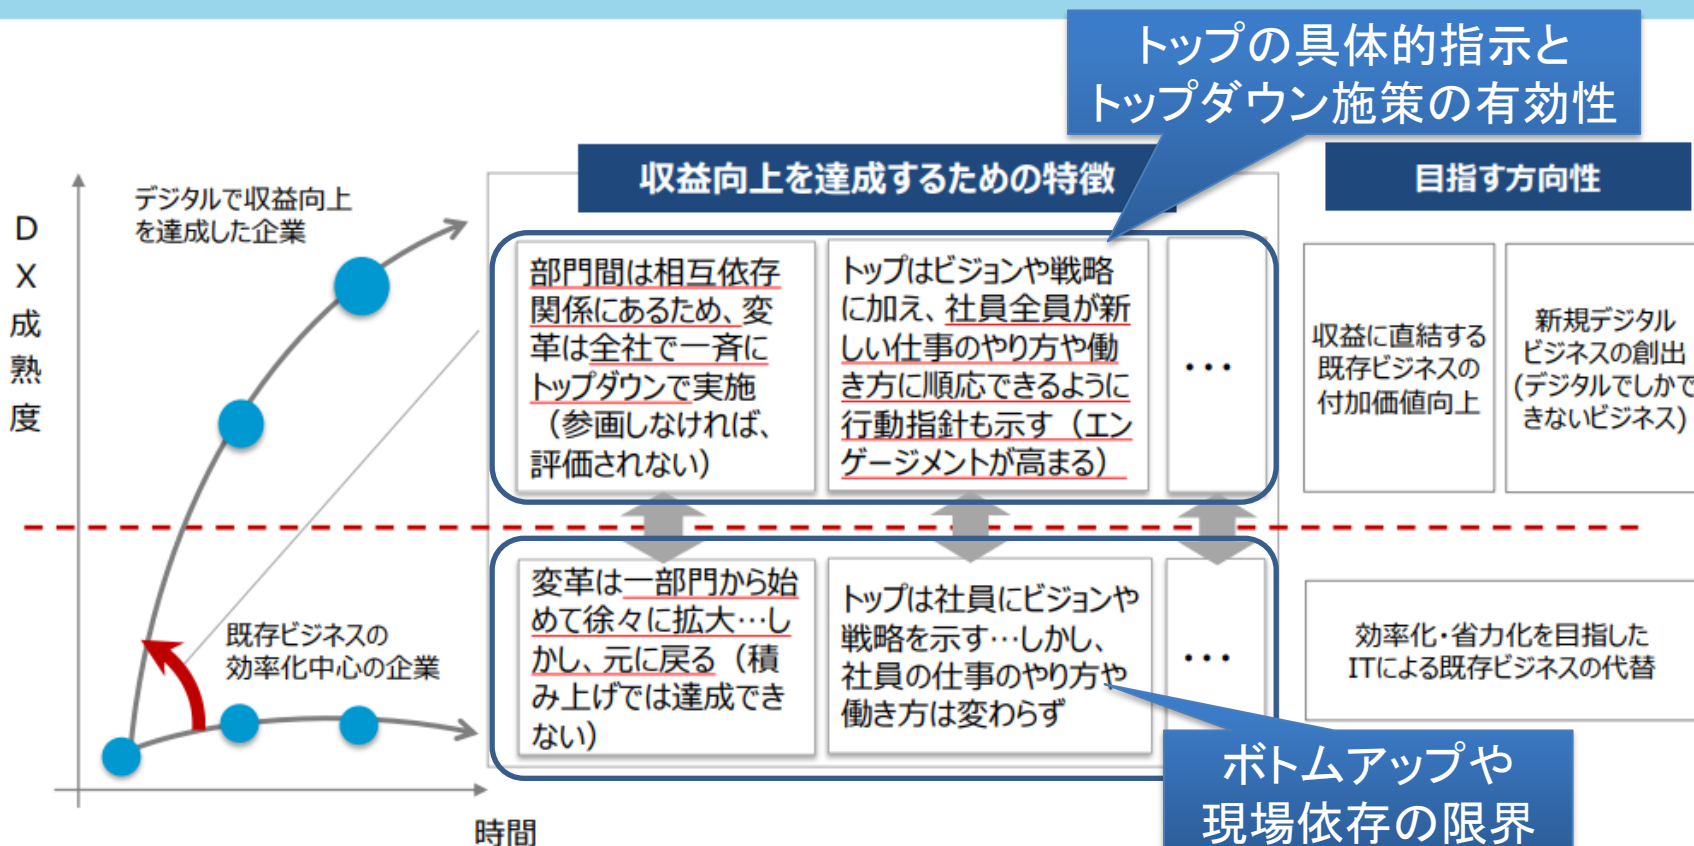 トップの具体的指示と
トップダウン施策の有効性
収益向上を達成するための特徴
目指す方向性
D
X
成
熟
度
デジタルで収益向上
を達成した企業
部門間は相互依存
関係にあるため、変
革は全社で一斉に
トップダウンで実施
（参画しなければ、
評価されない）
トップはビジョンや戦略
に加え、社員全員が新
しい仕事のやり方や働
き方に順応できるように
行動指針も示す（エン
ゲージメントが高まる）
…
収益に直結する
既存ビジネスの
付加価値向上
新規デジタル
ビジネスの創出
(デジタルでしかで
きないビジネス)
既存ビジネスの
効率化中心の企業
変革は一部門から始
めて徐々に拡大…し
かし、元に戻る（積
み上げでは達成でき
ない）
トップは社員にビジョンや
戦略を示す…しかし、
社員の仕事のやり方や
働き方は変わらず
…
効率化・省力化を目指した
ITによる既存ビジネスの代替
ボトムアップや
現場依存の限界
時間